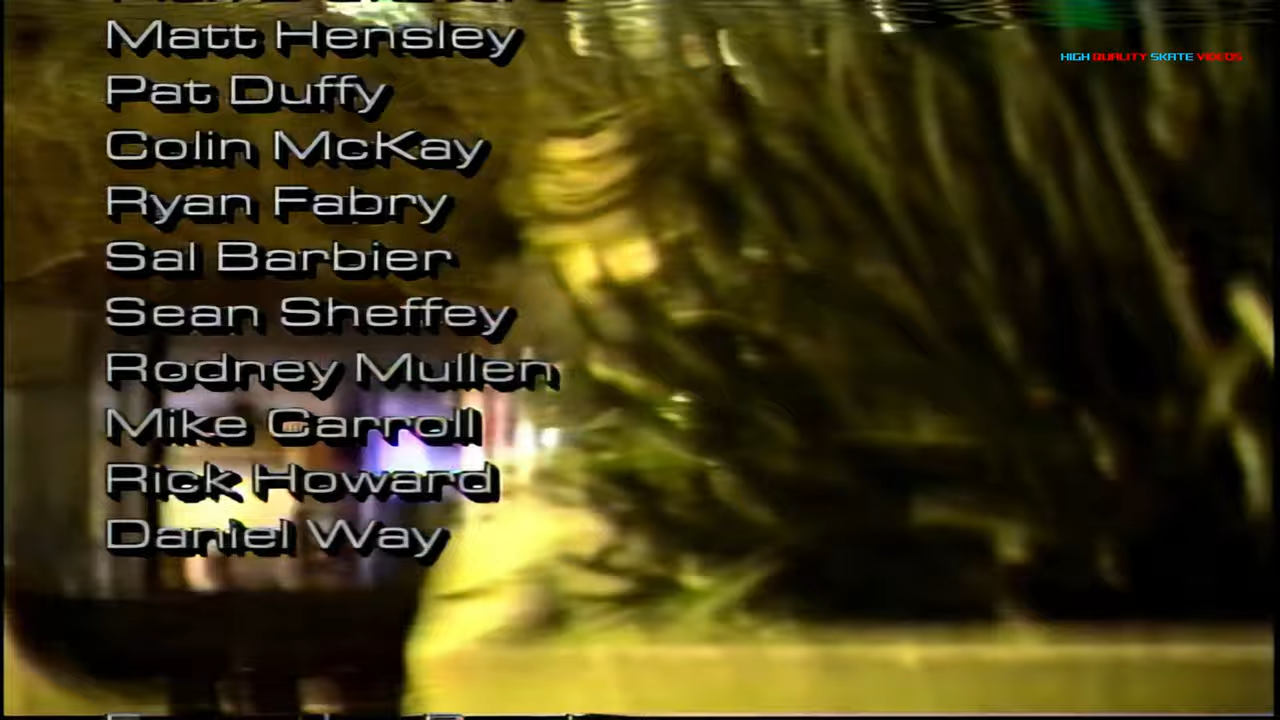 Matt Hensley
HIGH QUALITY SKATE VIDEOS
Pat Duffy
Colin McKay
Ryan Fabry
Sal Barbier
Sean Sheffey
Rodney Mullen
Mike Carroll
Rick Howard
Daniel Way